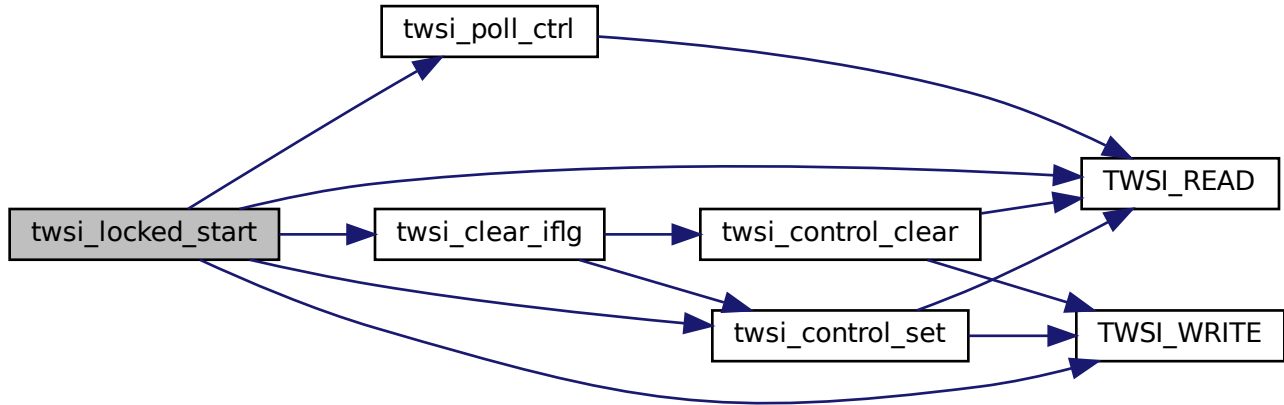 twsi_poll_ctrl
TWSI_READ
twsi_locked_start
twsi_clear_iflg
twsi_control_clear
twsi_control_set
TWSI_WRITE